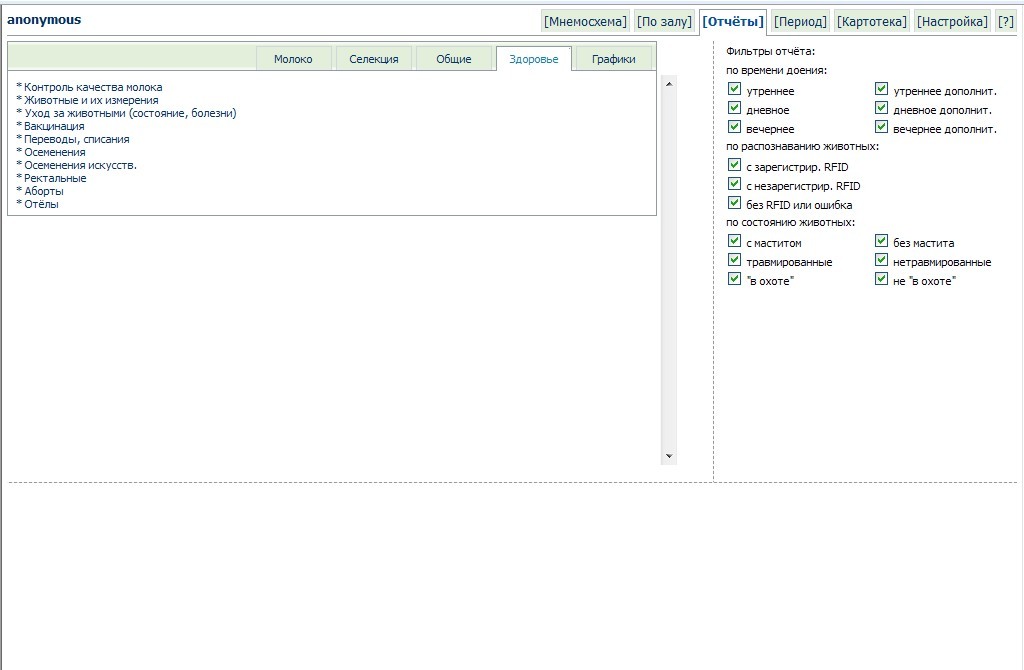 anonymous
[Мнемосхема] [По залу] [Отчёты] [Период] [Картотека] [Настройка] [?]
Молоко Селекция Общие Здоровье Графики
* Контроль качества молока
* Животные и их измерения
* Уход за животными (состояние, болезни)
* Вакцинация
* Переводы, списания
* Осеменения
* Осеменения искусств.
* Ректальные
* Аборты
* Отёлы
Фильтры отчёта:
по времени доения:
утреннее утреннее дополнит.
дневное дневное дополнит.
вечернее вечернее дополнит.
по распознаванию животных:
с зарегистрир. RFID
с незарегистрир. RFID
без RFID или ошибка
по состоянию животных:
с маститом без мастита
травмированные нетравмированные
"в охоте" не "в охоте"